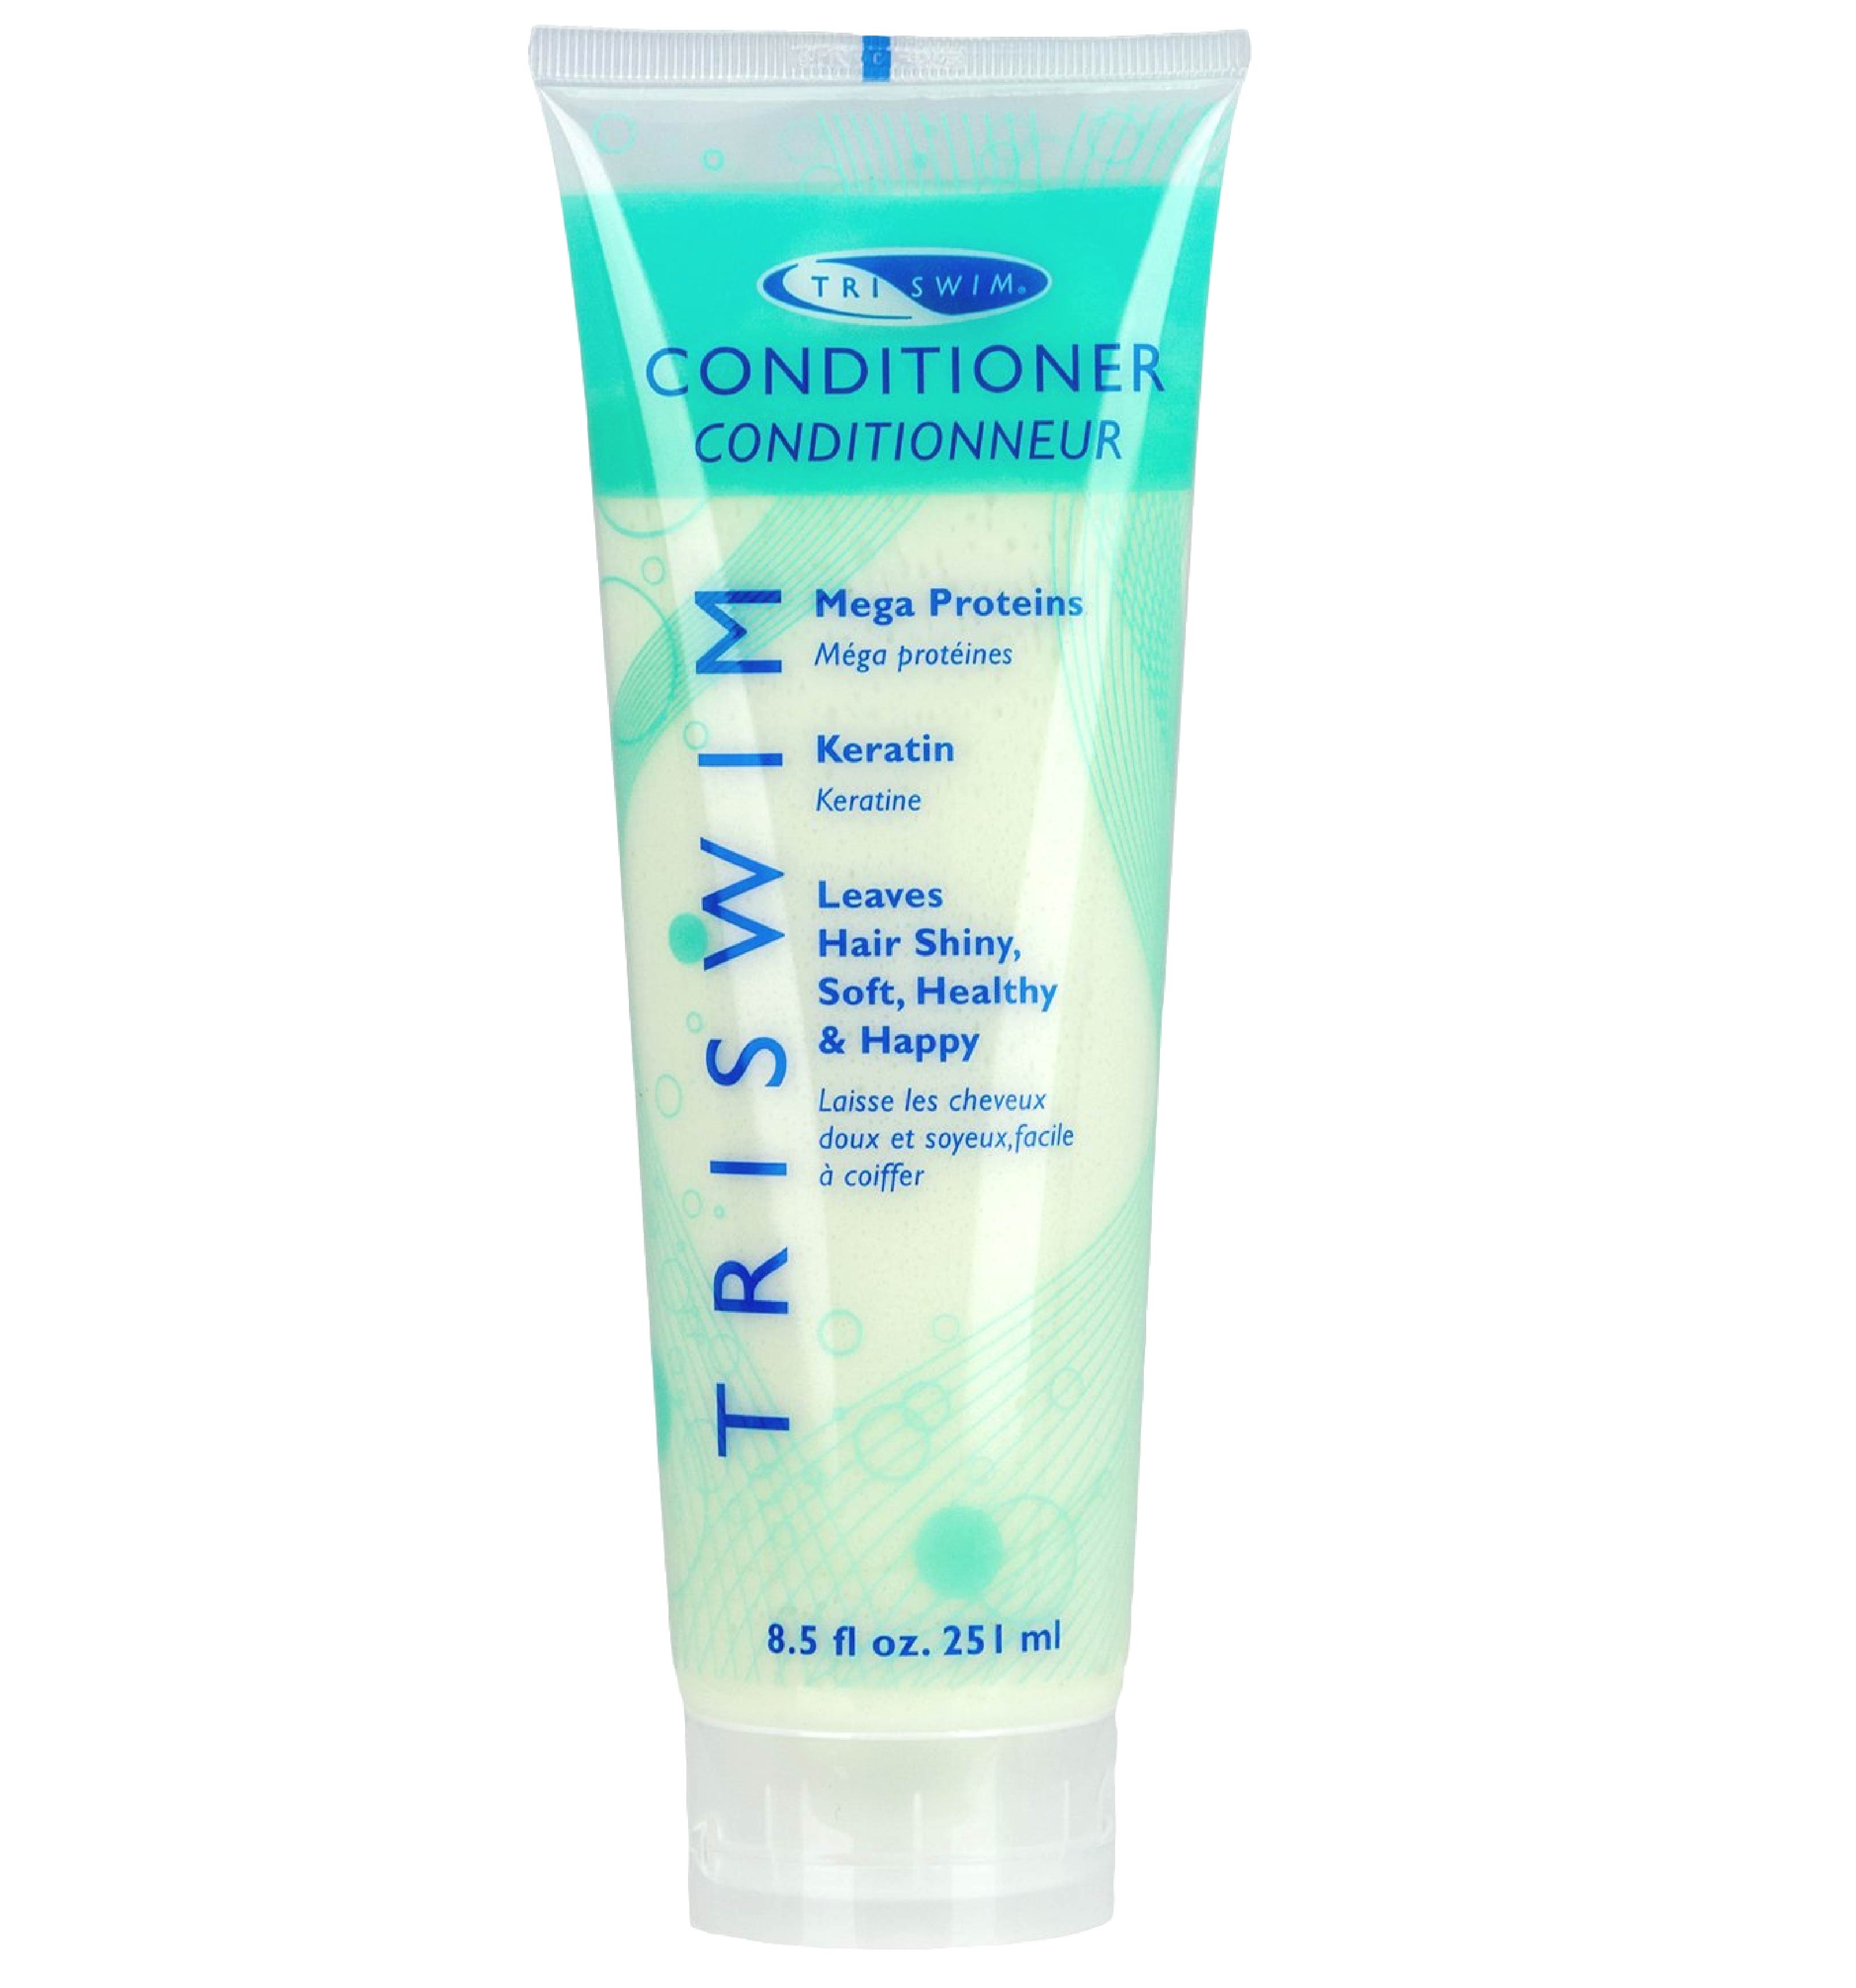 TRI SWIM®
CONDITIONER
CONDITIONNEUR
TRISWIM
Mega Proteins
Méga protéines
Keratin
Keratine
Leaves
Hair Shiny,
Soft, Healthy
& Happy
Laisse les cheveux
doux et soyeux,facile
à coiffer
8.5 fl oz. 251 ml